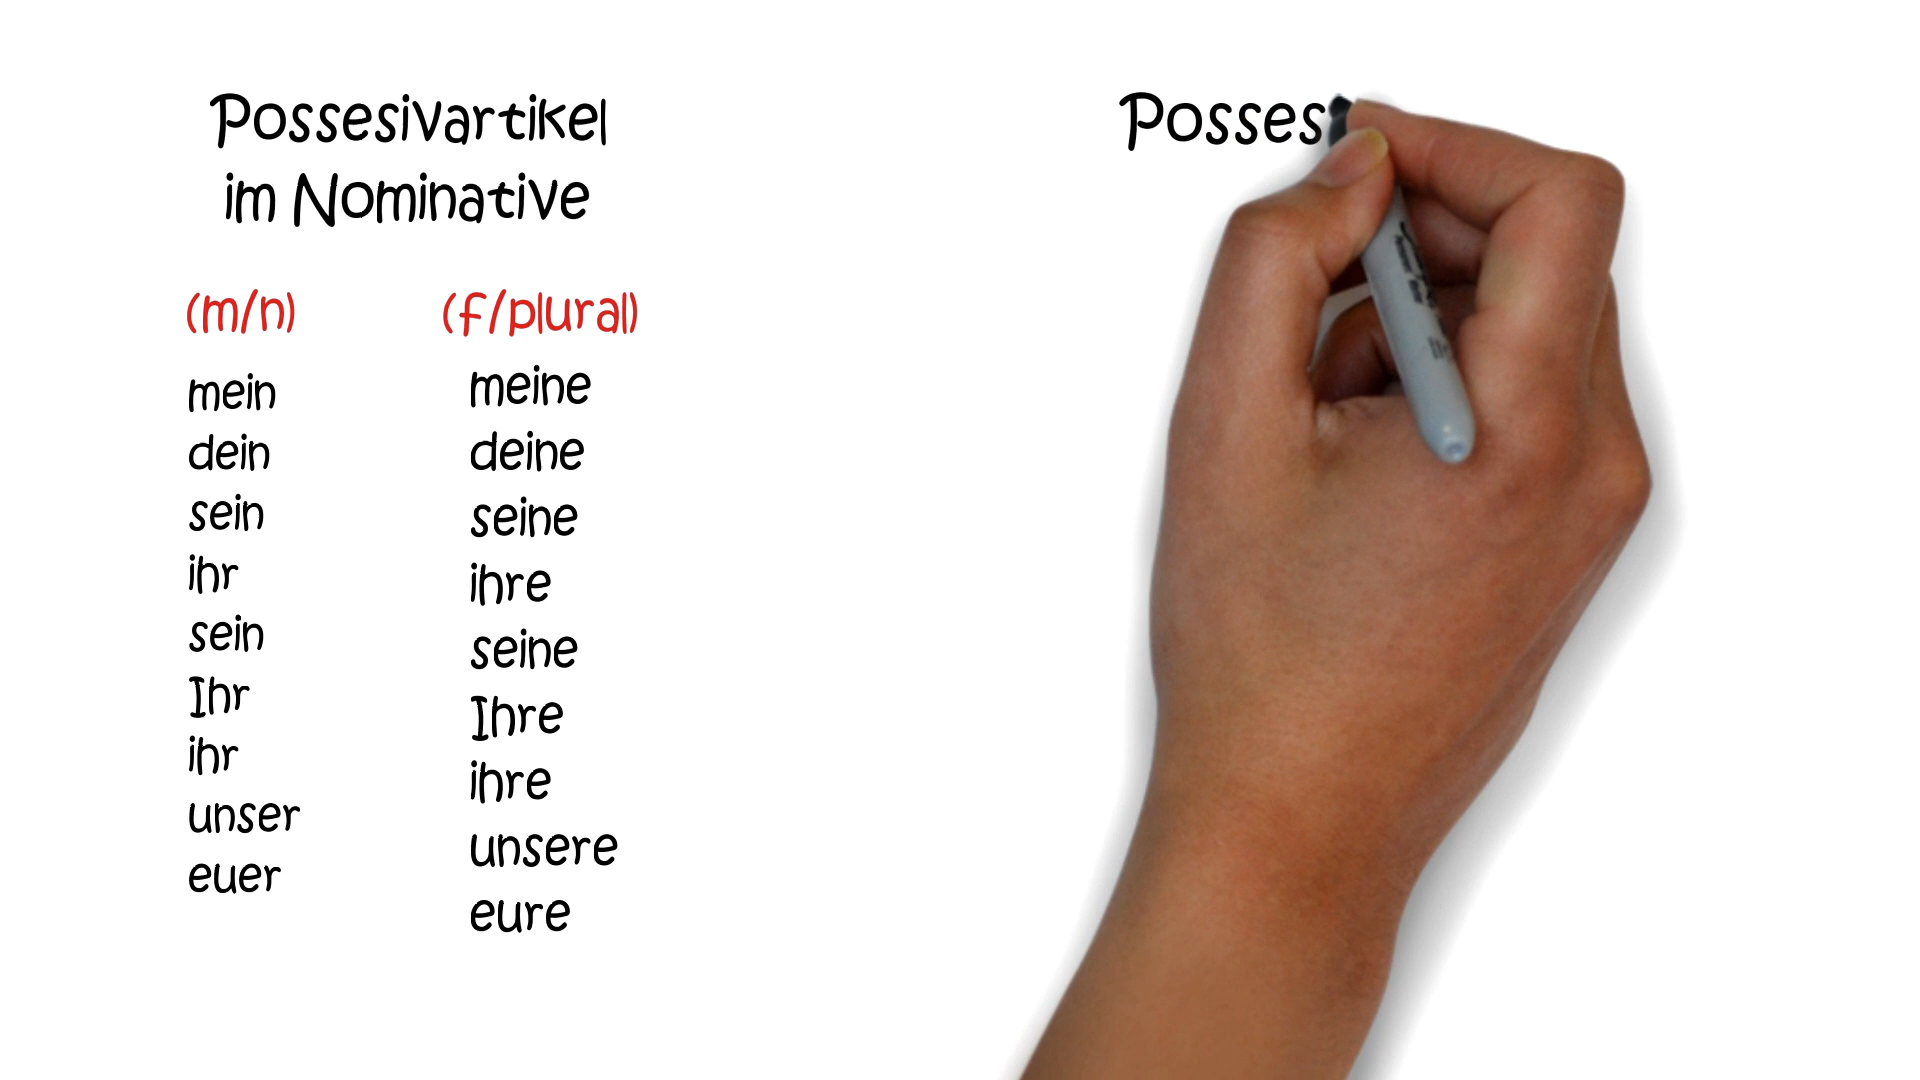 Possesivartikel
im Nominative
(m/n)
mein
dein
sein
ihr
sein
Ihr
ihr
unser
euer
(f/plural)
meine
deine
seine
ihre
seine
Ihre
ihre
unsere
eure
Posses